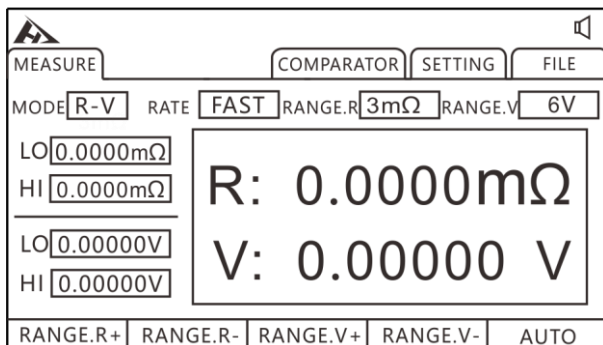 MEASURE COMPARATOR SETTING FILE
MODE R-V RATE FAST RANGE.R 3mΩ RANGE.V 6V
LO 0.0000mΩ
HI 0.0000mΩ
R: 0.0000mΩ
LO 0.00000V
HI 0.00000V
V: 0.00000 V
RANGE.R+ RANGE.R- RANGE.V+ RANGE.V- AUTO